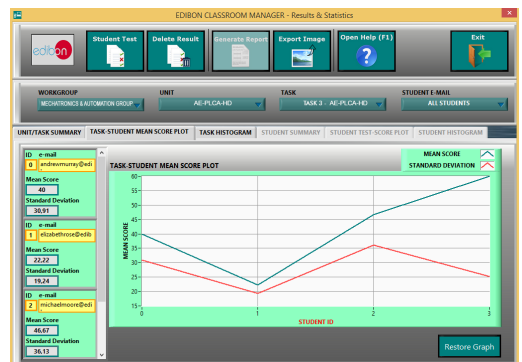 EDIBON CLASSROOM MANAGER - Results & Statistics
edibon
Student Test
Delete Result
Generate Report
Export Image
Open Help (F1)
Exit
WORKGROUP
UNIT
TASK
STUDENT E-MAIL
MECHATRONICS & AUTOMATION GROUP
AE-PLCA-HD
TASK 3 - AE-PLCA-HD
ALL STUDENTS
UNIT/TASK SUMMARY
TASK-STUDENT MEAN SCORE PLOT
TASK HISTOGRAM
STUDENT SUMMARY
STUDENT TEST-SCORE PLOT
STUDENT HISTOGRAM
ID e-mail
0 andrewmurray@edi
Mean Score
40
Standard Deviation
30,91
ID e-mail
1 elizabethrose@edib
Mean Score
22,22
Standard Deviation
19,24
ID e-mail
2 michaelmoore@edi
Mean Score
46,67
Standard Deviation
36,13
TASK-STUDENT MEAN SCORE PLOT
MEAN SCORE
STANDARD DEVIATION
60
55
50
45
40
35
30
25
20
15
MEAN SCORE
0
1
2
3
STUDENT ID
Restore Graph